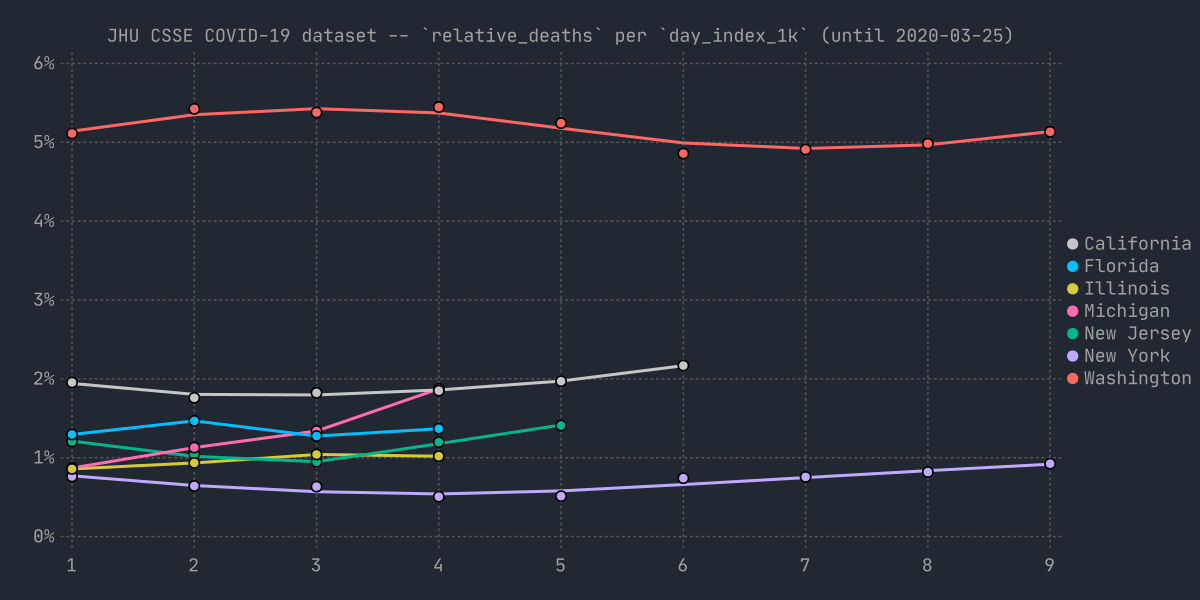 JHU CSSE COVID-19 dataset -- `relative_deaths` per `day_index_1k` (until 2020-03-25)
6%
5%
4%
3%
2%
1%
0%
1 2 3 4 5 6 7 8 9
California
Florida
Illinois
Michigan
New Jersey
New York
Washington